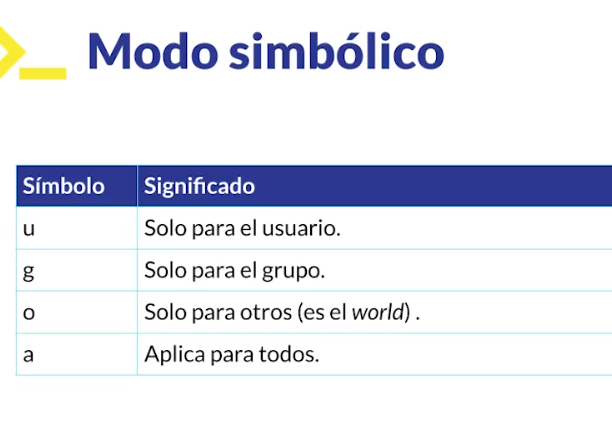 Modo simbólico
Símbolo Significado
u Solo para el usuario.
g Solo para el grupo.
o Solo para otros (es el world) .
a Aplica para todos.